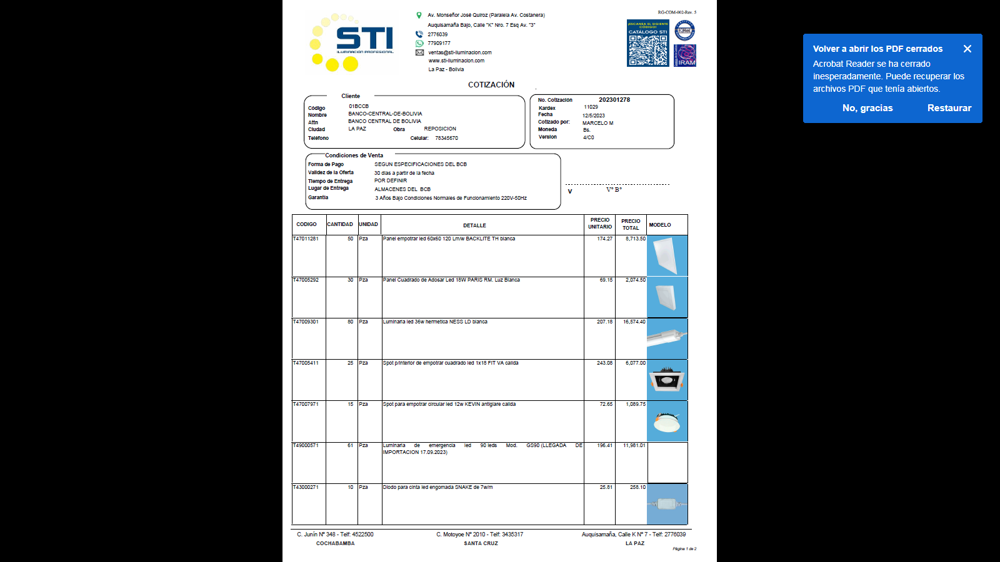 RG-COM-002-Rev. 5
STI
ILUMINACIÓN PROFESIONAL
Av. Monseñor José Quiroz (Paralela Av. Costanera)
Auquisamaña Bajo, Calle "K" Nro. 7 Esq Av. "3"
2776039
77909177
ventas@sti-iluminacion.com
www.sti-iluminacion.com
La Paz - Bolivia
¡ESCANEA EL SIGIENTE
CÓDIGO!
CATÁLOGO STI
IQNet
IRAM
COTIZACIÓN
Cliente
Código 01BCCB
Nombre BANCO-CENTRAL-DE-BOLIVIA
Attn BANCO CENTRAL DE BOLIVIA
Ciudad LA PAZ Obra REPOSICION
Teléfono Celular: 78345670
No. Cotización 202301278
Kardex 11029
Fecha 12/5/2023
Cotizado por: MARCELO M
Moneda Bs.
Version 4/C0
Condiciones de Venta
Forma de Pago SEGUN ESPECIFICACIONES DEL BCB
Validez de la Oferta 30 dias a partir de la fecha
Tiempo de Entrega POR DEFINIR
Lugar de Entrega ALMACENES DEL BCB
Garantía 3 Años Bajo Condiciones Normales de Funcionamiento 220V-50Hz
V V° B°
CODIGO CANTIDAD UNIDAD DETALLE PRECIO UNITARIO PRECIO TOTAL MODELO
T47011281 50 Pza Panel empotrar led 60x60 120 Lm/w BACKLITE TH blanca 174.27 8,713.50
T47005292 30 Pza Panel Cuadrado de Adosar Led 18W PARIS RM. Luz Blanca 69.15 2,074.50
T47009301 80 Pza Luminaria led 36w hermetica NESS LD blanca 207.18 16,574.40
T47005411 25 Pza Spot p/interior de empotrar cuadrado led 1x18 FIT VA calida 243.08 6,077.00
T47007971 15 Pza Spot para empotrar circular led 12w KEVIN antiglare calida 72.65 1,089.75
T49000571 61 Pza Luminaria de emergencia led 90 leds Mod. GS90 (LLEGADA DE 196.41 11,981.01
IMPORTACION 17.09.2023)
T43000271 10 Pza Diodo para cinta led engomada SNAKE de 7w/m 25.81 258.10
C. Junín Nº 348 - Telf: 4522500 C. Motoyoe Nº 2010 - Telf: 3435317 Auquisamaña, Calle K Nº 7 - Telf: 2776039
COCHABAMBA SANTA CRUZ LA PAZ
Página 1 de 2
Volver a abrir los PDF cerrados
Acrobat Reader se ha cerrado
inesperadamente. Puede recuperar los
archivos PDF que tenía abiertos.
No, gracias Restaurar